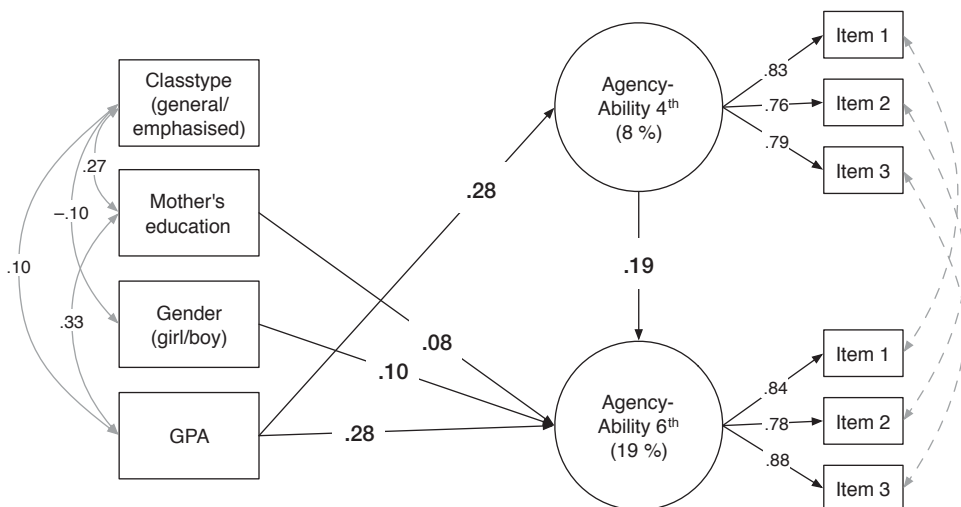 Classtype
(general/
emphasised)
Mother's
education
Gender
(girl/boy)
GPA
.27
–.10
.10
.33
.28
.08
.10
.28
.19
Agency-
Ability 4th
(8 %)
.83
.76
.79
Item 1
Item 2
Item 3
Agency-
Ability 6th
(19 %)
.84
.78
.88
Item 1
Item 2
Item 3